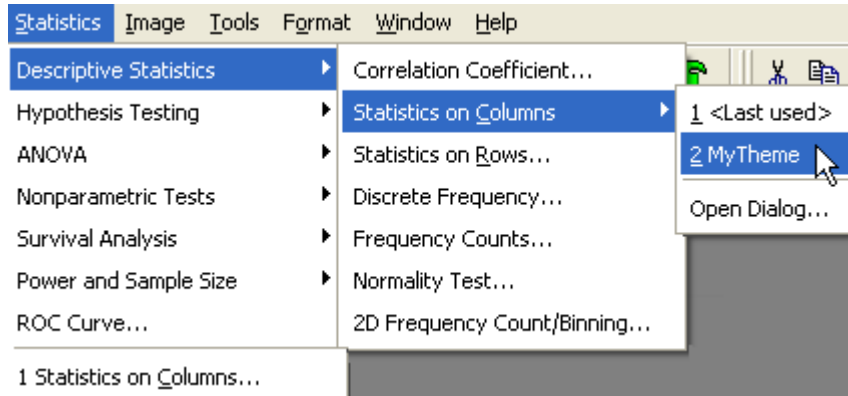 Statistics Image Tools Format Window Help
Descriptive Statistics
Hypothesis Testing
ANOVA
Nonparametric Tests
Survival Analysis
Power and Sample Size
ROC Curve...
1 Statistics on Columns...
Correlation Coefficient...
Statistics on Columns
Statistics on Rows...
Discrete Frequency...
Frequency Counts...
Normality Test...
2D Frequency Count/Binning...
1 <Last used>
2 MyTheme
Open Dialog...